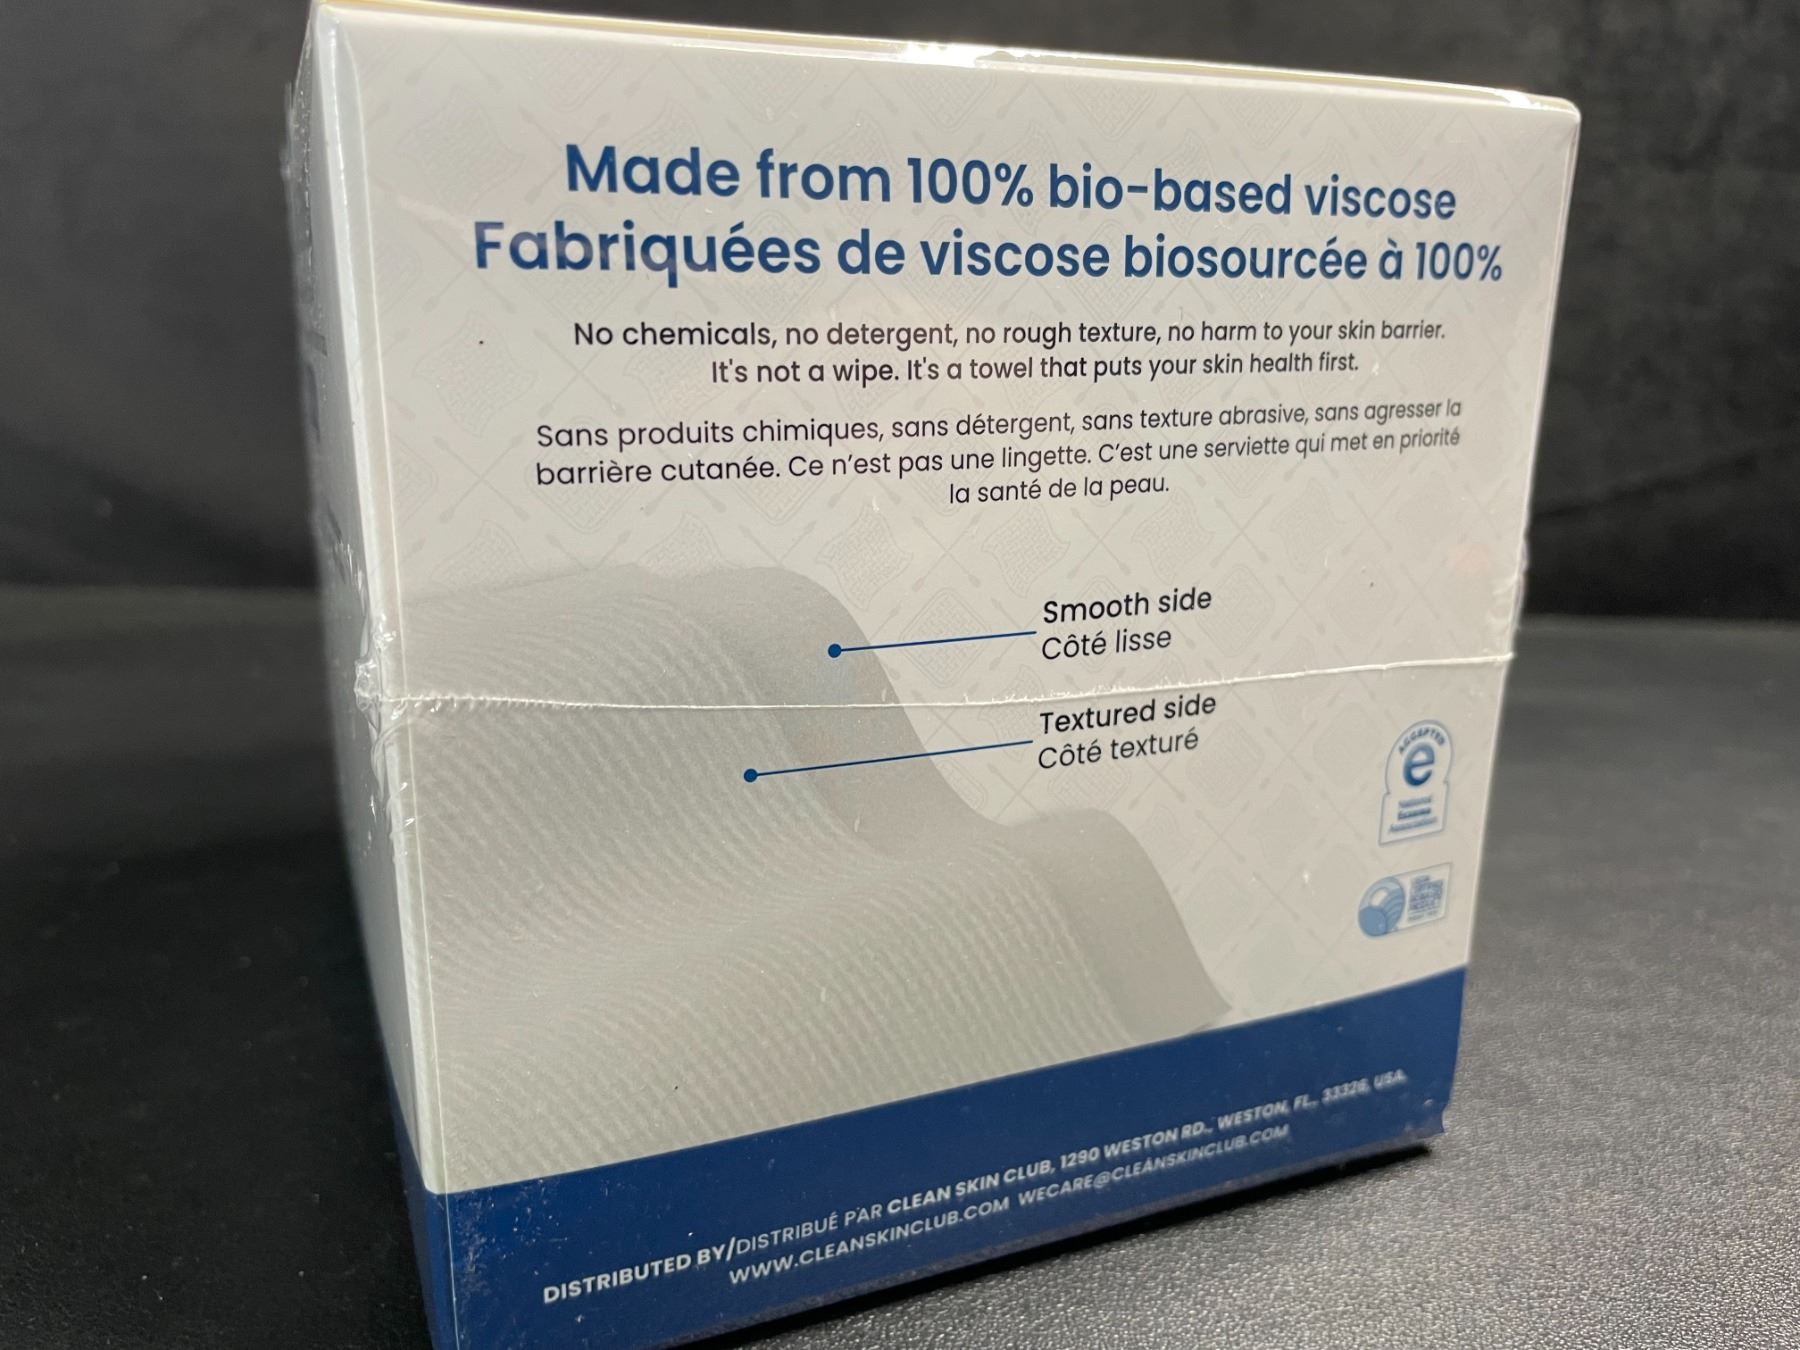 Made from 100% bio-based viscose
Fabriquées de viscose biosourcée à 100%
No chemicals, no detergent, no rough texture, no harm to your skin barrier.
It's not a wipe. It's a towel that puts your skin health first.
Sans produits chimiques, sans détergent, sans texture abrasive, sans agresser la
barrière cutanée. Ce n'est pas une lingette. C'est une serviette qui met en priorité
la santé de la peau.
Smooth side
Côté lisse
Textured side
Côté texturé
ACCEPTED
e
National
Eczema
Association
DISTRIBUTED BY/DISTRIBUÉ PAR CLEAN SKIN CLUB, 1290 WESTON RD., WESTON, FL., 33326, USA.
WWW.CLEANSKINCLUB.COM WECARE@CLEANSKINCLUB.COM